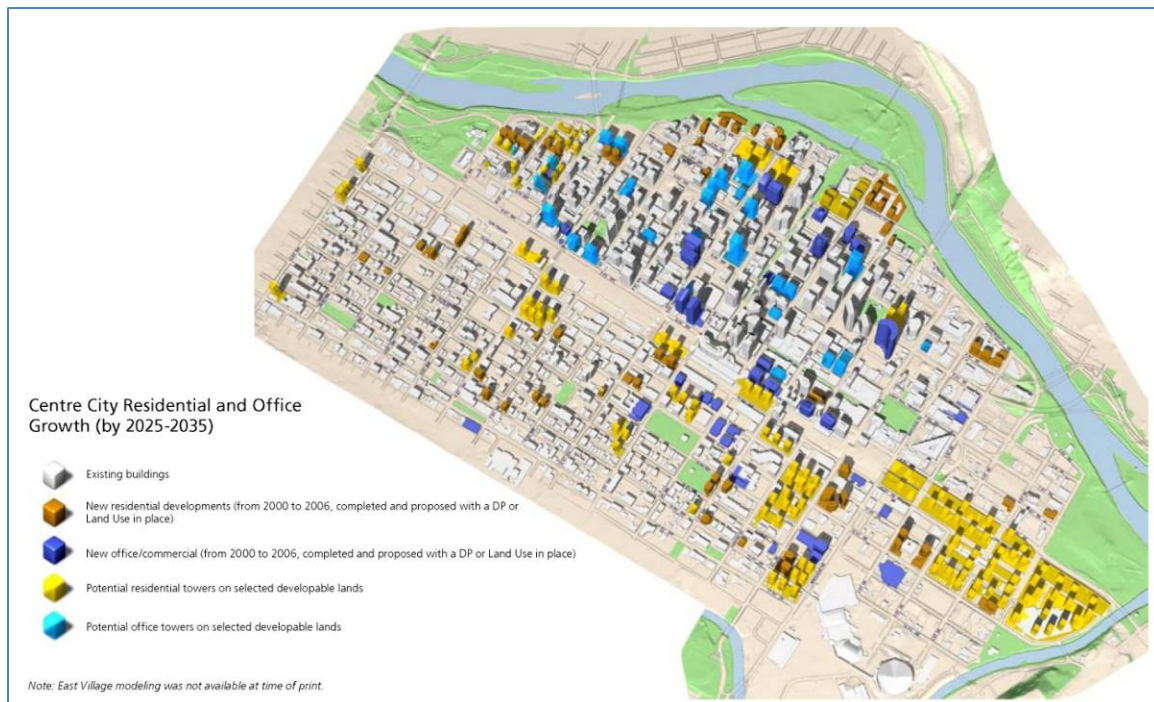 Centre City Residential and Office
Growth (by 2025-2035)
Existing buildings
New residential developments (from 2000 to 2006, completed and proposed with a DP or
Land Use in place)
New office/commercial (from 2000 to 2006, completed and proposed with a DP or Land Use in place)
Potential residential towers on selected developable lands
Potential office towers on selected developable lands
Note: East Village modeling was not available at time of print.